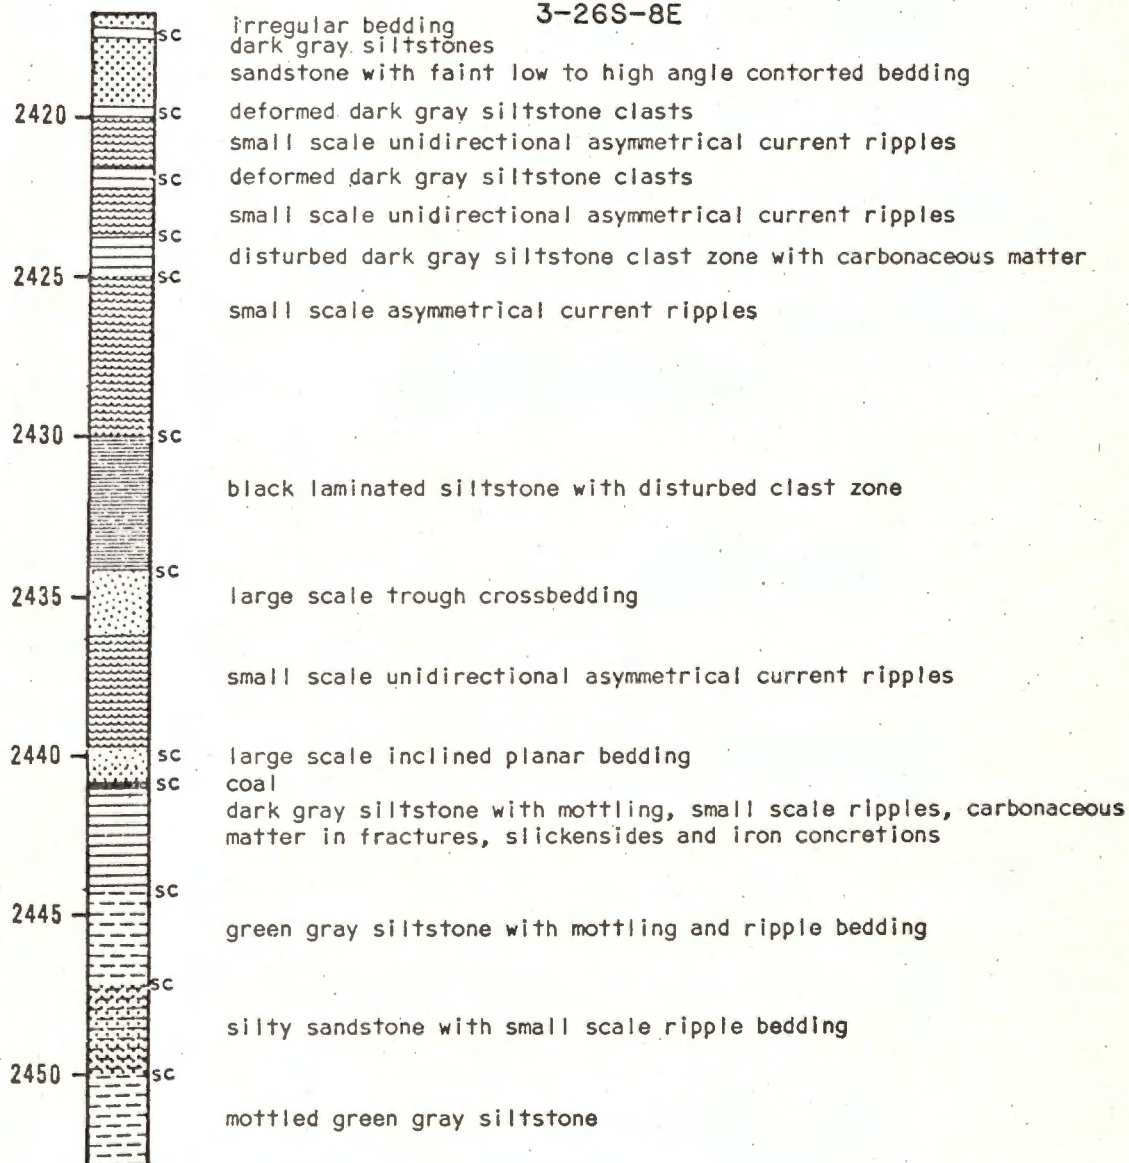 3-26S-8E
sc irregular bedding
dark gray siltstones
sandstone with faint low to high angle contorted bedding
2420 sc deformed dark gray siltstone clasts
small scale unidirectional asymmetrical current ripples
sc deformed dark gray siltstone clasts
small scale unidirectional asymmetrical current ripples
sc
disturbed dark gray siltstone clast zone with carbonaceous matter
2425 sc
small scale asymmetrical current ripples
2430 sc
black laminated siltstone with disturbed clast zone
sc
2435 large scale trough crossbedding
small scale unidirectional asymmetrical current ripples
2440 sc large scale inclined planar bedding
sc coal
dark gray siltstone with mottling, small scale ripples, carbonaceous
matter in fractures, slickensides and iron concretions
sc
2445
green gray siltstone with mottling and ripple bedding
sc
silty sandstone with small scale ripple bedding
2450 sc
mottled green gray siltstone